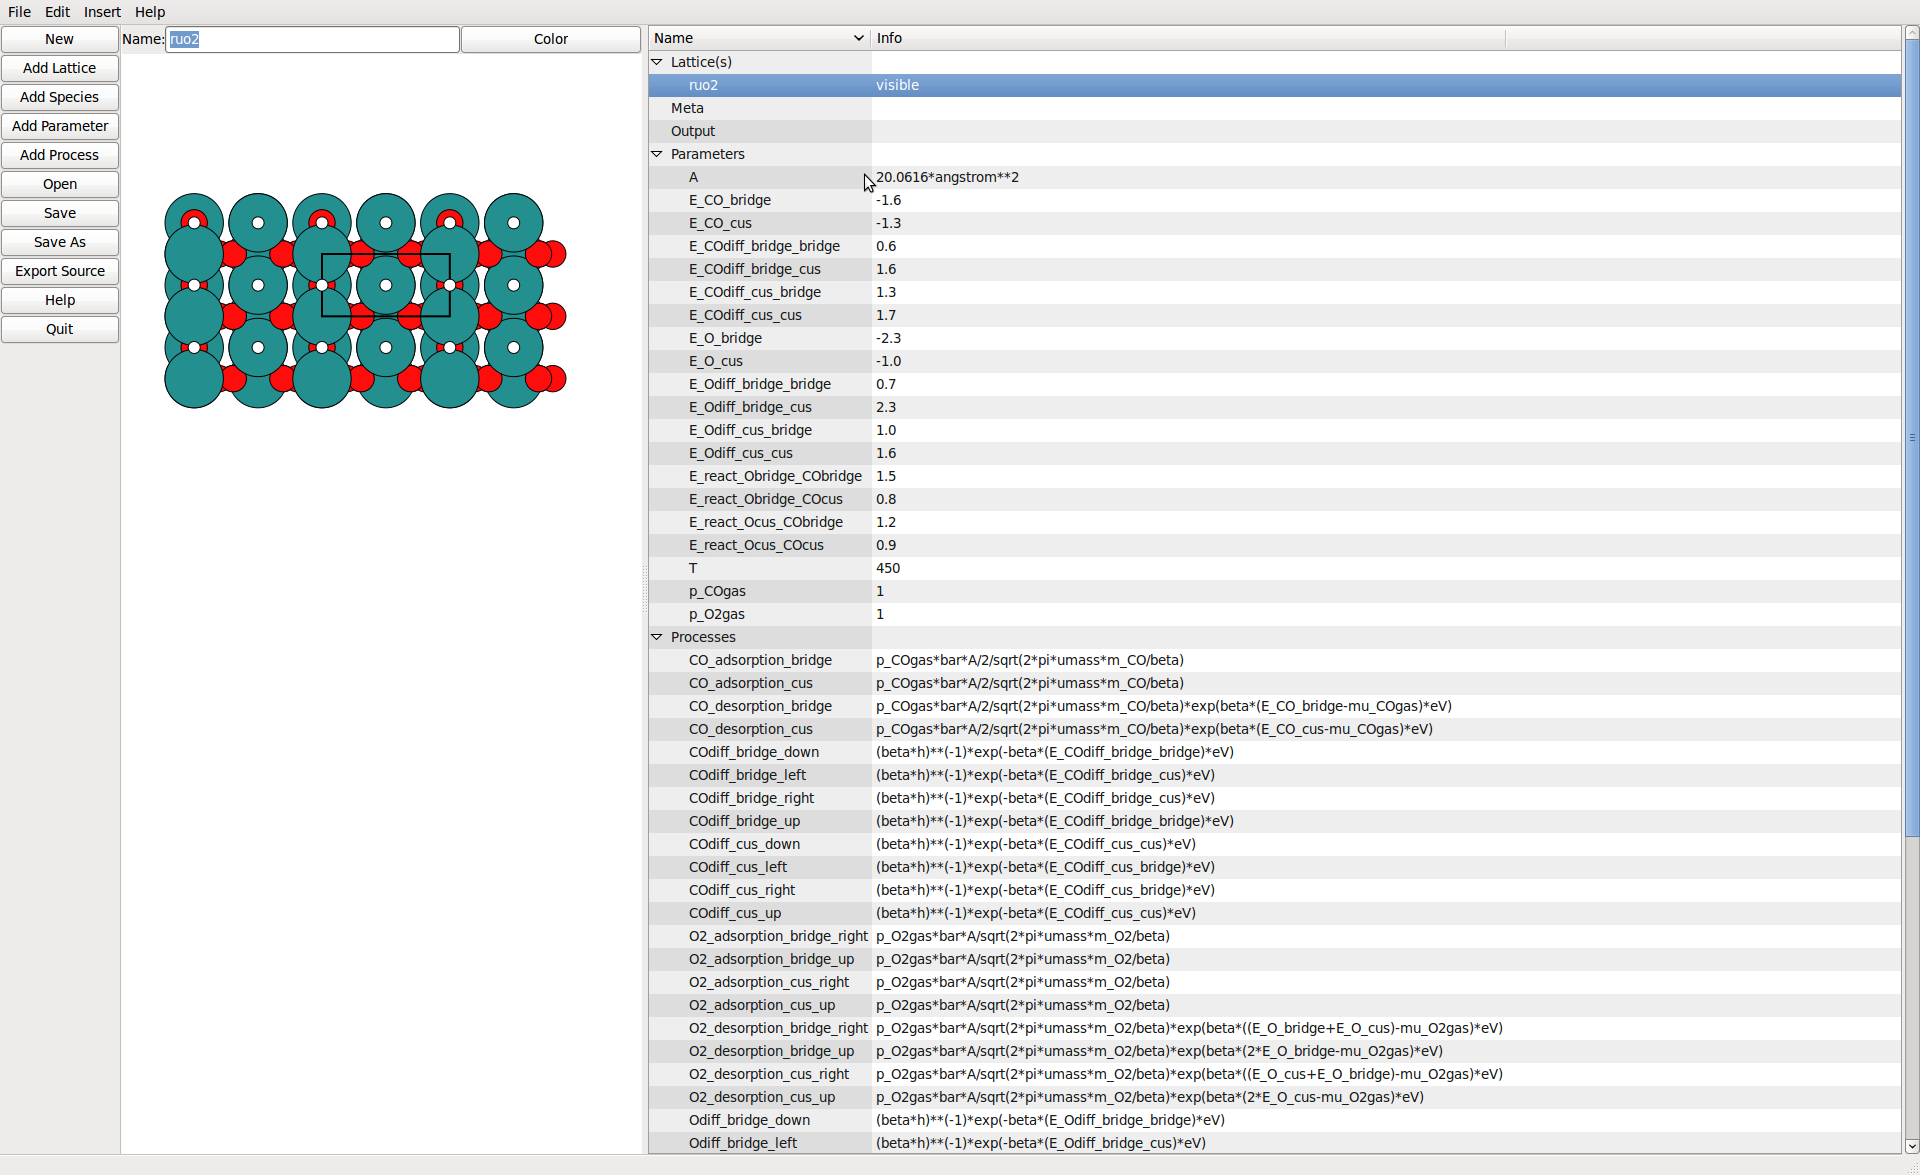 File Edit Insert Help
New
Add Lattice
Add Species
Add Parameter
Add Process
Open
Save
Save As
Export Source
Help
Quit
Name: ruo2 Color
Name Info
Lattice(s)
ruo2 visible
Meta
Output
Parameters
A 20.0616*angstrom**2
E_CO_bridge -1.6
E_CO_cus -1.3
E_COdiff_bridge_bridge 0.6
E_COdiff_bridge_cus 1.6
E_COdiff_cus_bridge 1.3
E_COdiff_cus_cus 1.7
E_O_bridge -2.3
E_O_cus -1.0
E_Odiff_bridge_bridge 0.7
E_Odiff_bridge_cus 2.3
E_Odiff_cus_bridge 1.0
E_Odiff_cus_cus 1.6
E_react_Obridge_CObridge 1.5
E_react_Obridge_COcus 0.8
E_react_Ocus_CObridge 1.2
E_react_Ocus_COcus 0.9
T 450
p_COgas 1
p_O2gas 1
Processes
CO_adsorption_bridge p_COgas*bar*A/2/sqrt(2*pi*umass*m_CO/beta)
CO_adsorption_cus p_COgas*bar*A/2/sqrt(2*pi*umass*m_CO/beta)
CO_desorption_bridge p_COgas*bar*A/2/sqrt(2*pi*umass*m_CO/beta)*exp(beta*(E_CO_bridge-mu_COgas)*eV)
CO_desorption_cus p_COgas*bar*A/2/sqrt(2*pi*umass*m_CO/beta)*exp(beta*(E_CO_cus-mu_COgas)*eV)
COdiff_bridge_down (beta*h)**(-1)*exp(-beta*(E_COdiff_bridge_bridge)*eV)
COdiff_bridge_left (beta*h)**(-1)*exp(-beta*(E_COdiff_bridge_cus)*eV)
COdiff_bridge_right (beta*h)**(-1)*exp(-beta*(E_COdiff_bridge_cus)*eV)
COdiff_bridge_up (beta*h)**(-1)*exp(-beta*(E_COdiff_bridge_bridge)*eV)
COdiff_cus_down (beta*h)**(-1)*exp(-beta*(E_COdiff_cus_cus)*eV)
COdiff_cus_left (beta*h)**(-1)*exp(-beta*(E_COdiff_cus_bridge)*eV)
COdiff_cus_right (beta*h)**(-1)*exp(-beta*(E_COdiff_cus_bridge)*eV)
COdiff_cus_up (beta*h)**(-1)*exp(-beta*(E_COdiff_cus_cus)*eV)
O2_adsorption_bridge_right p_O2gas*bar*A/sqrt(2*pi*umass*m_O2/beta)
O2_adsorption_bridge_up p_O2gas*bar*A/sqrt(2*pi*umass*m_O2/beta)
O2_adsorption_cus_right p_O2gas*bar*A/sqrt(2*pi*umass*m_O2/beta)
O2_adsorption_cus_up p_O2gas*bar*A/sqrt(2*pi*umass*m_O2/beta)
O2_desorption_bridge_right p_O2gas*bar*A/sqrt(2*pi*umass*m_O2/beta)*exp(beta*((E_O_bridge+E_O_cus)-mu_O2gas)*eV)
O2_desorption_bridge_up p_O2gas*bar*A/sqrt(2*pi*umass*m_O2/beta)*exp(beta*(2*E_O_bridge-mu_O2gas)*eV)
O2_desorption_cus_right p_O2gas*bar*A/sqrt(2*pi*umass*m_O2/beta)*exp(beta*((E_O_cus+E_O_bridge)-mu_O2gas)*eV)
O2_desorption_cus_up p_O2gas*bar*A/sqrt(2*pi*umass*m_O2/beta)*exp(beta*(2*E_O_cus-mu_O2gas)*eV)
Odiff_bridge_down (beta*h)**(-1)*exp(-beta*(E_Odiff_bridge_bridge)*eV)
Odiff_bridge_left (beta*h)**(-1)*exp(-beta*(E_Odiff_bridge_cus)*eV)